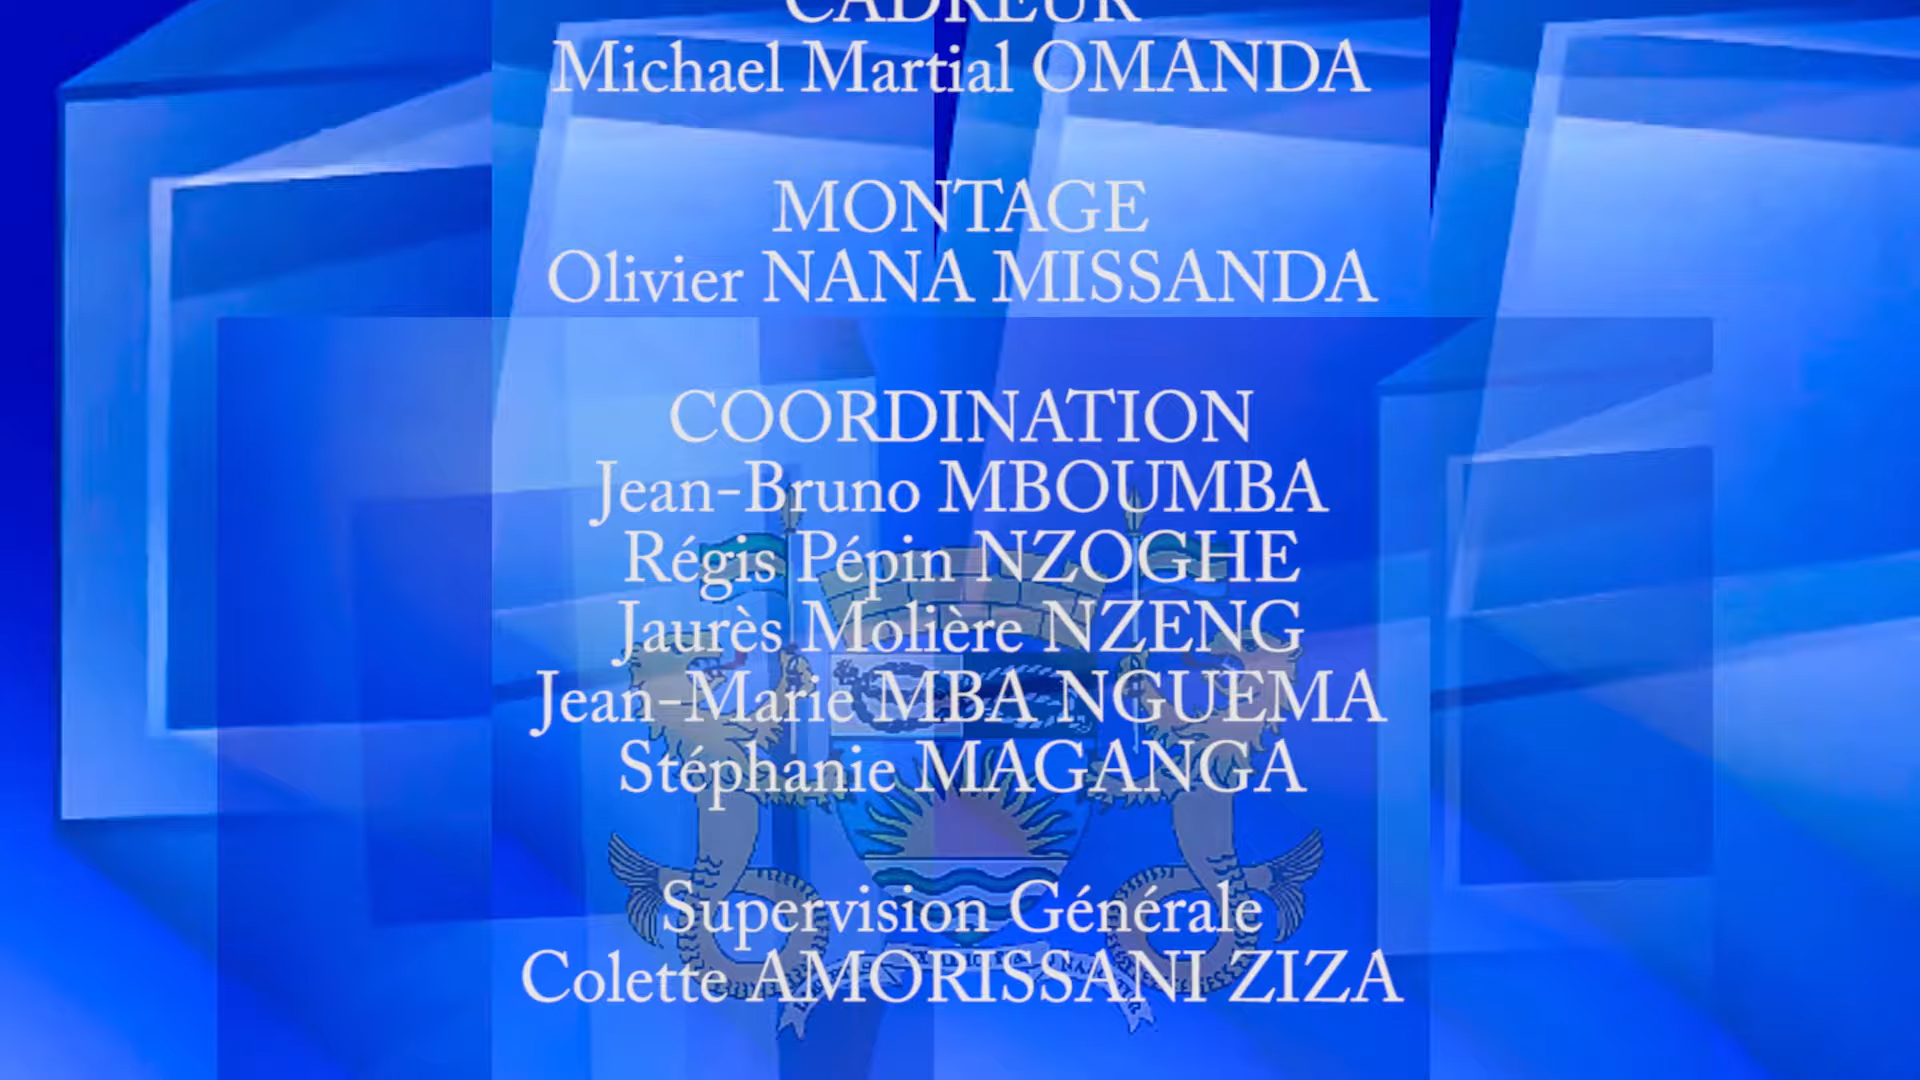 CADREUR
Michael Martial OMANDA
MONTAGE
Olivier NANA MISSANDA
COORDINATION
Jean-Bruno MBOUMBA
Régis Pépin NZOGHE
Jaurès Molière NZENG
Jean-Marie MBA NGUEMA
Stéphanie MAGANGA
Supervision Générale
Colette AMORISSANI ZIZA